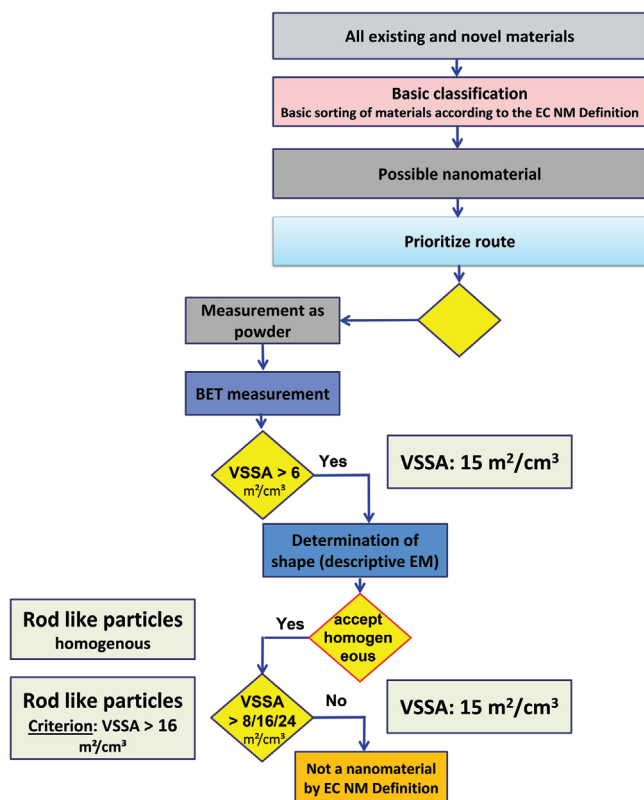 All existing and novel materials
Basic classification
Basic sorting of materials according to the EC NM Definition
Possible nanomaterial
Prioritize route
Measurement as
powder
BET measurement
VSSA > 6
m²/cm³
Yes
VSSA: 15 m²/cm³
Determination of
shape (descriptive EM)
Rod like particles
homogenous
Yes
accept
homogen
eous
Rod like particles
Criterion: VSSA > 16
m²/cm³
VSSA
> 8/16/24
m²/cm³
No
VSSA: 15 m²/cm³
Not a nanomaterial
by EC NM Definition